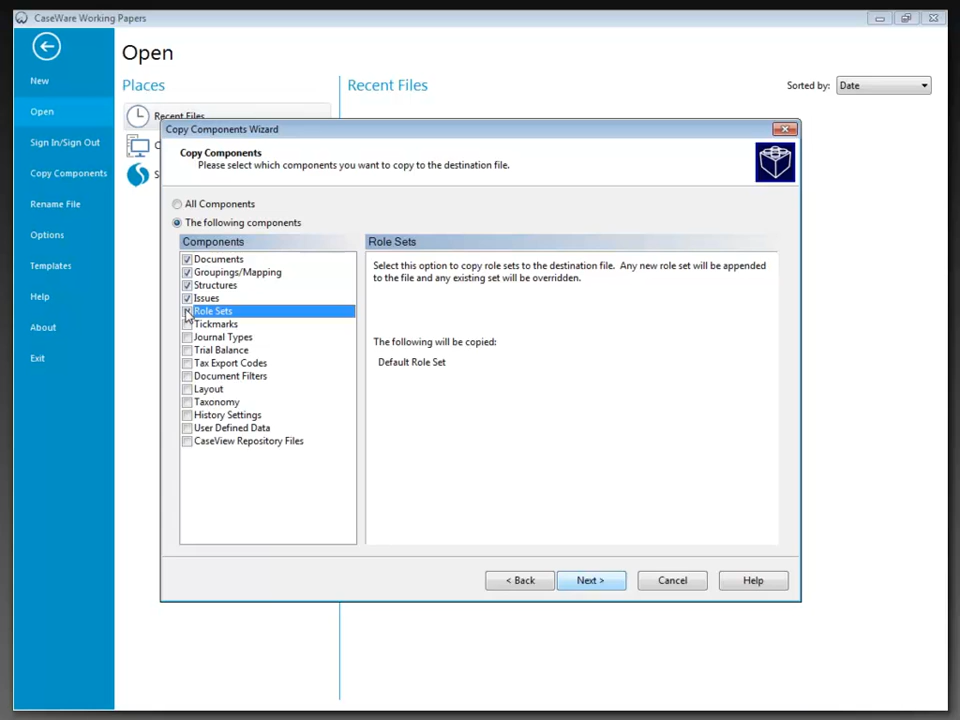 CaseWare Working Papers
Open
New
Open
Sign In/Sign Out
Copy Components
Rename File
Options
Templates
Help
About
Exit
Places
Recent Files
C
S
Recent Files
Sorted by: Date
Copy Components Wizard
Copy Components
Please select which components you want to copy to the destination file.
All Components
The following components
Components
Documents
Groupings/Mapping
Structures
Issues
Role Sets
Tickmarks
Journal Types
Trial Balance
Tax Export Codes
Document Filters
Layout
Taxonomy
History Settings
User Defined Data
CaseView Repository Files
Role Sets
Select this option to copy role sets to the destination file. Any new role set will be appended
to the file and any existing set will be overridden.
The following will be copied:
Default Role Set
< Back
Next >
Cancel
Help